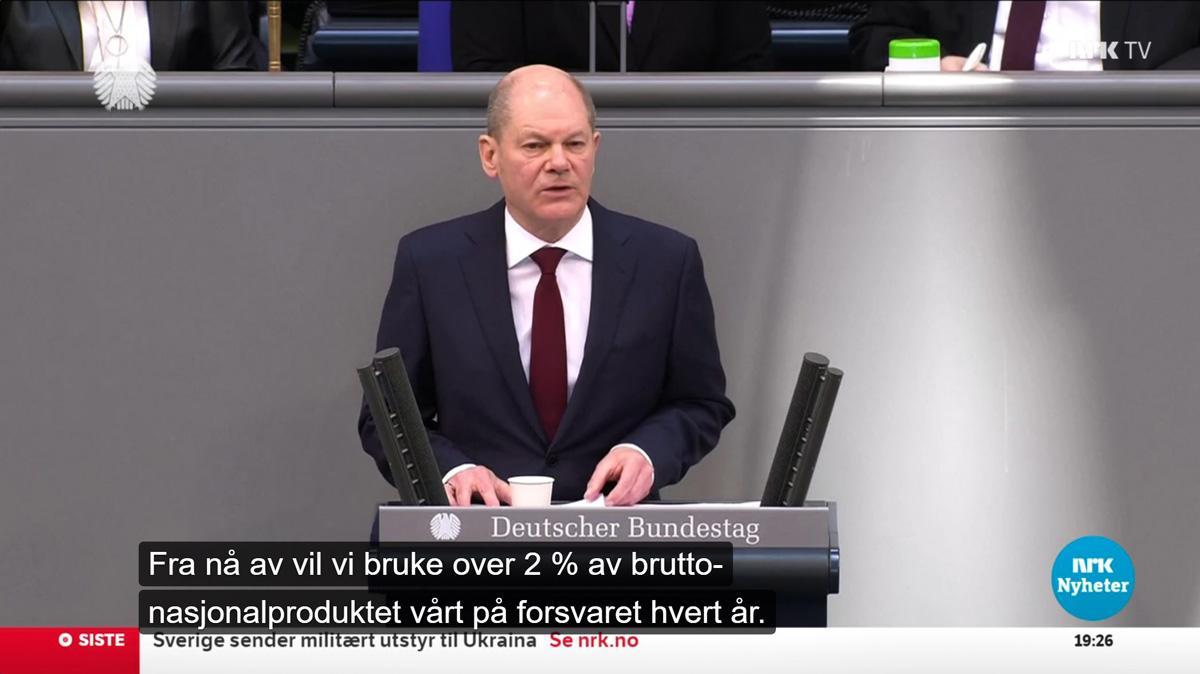 NRK TV
Deutscher Bundestag
Fra nå av vil vi bruke over 2 % av brutto-
nasjonalproduktet vårt på forsvaret hvert år.
NRK
Nyheter
SISTE
Sverige sender militært utstyr til Ukraina Se nrk.no
19:26